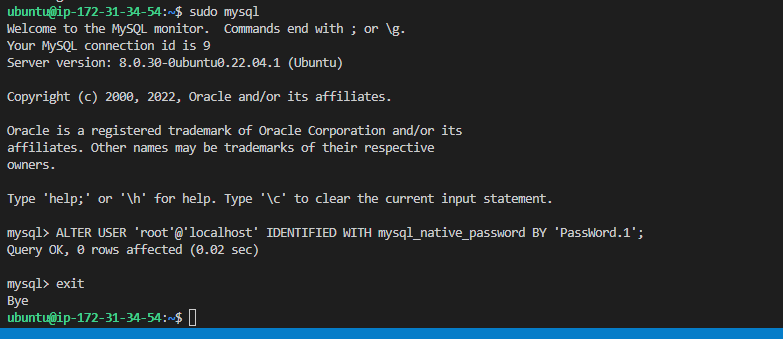 ubuntu@ip-172-31-34-54:~$ sudo mysql
Welcome to the MySQL monitor.  Commands end with ; or \g.
Your MySQL connection id is 9
Server version: 8.0.30-0ubuntu0.22.04.1 (Ubuntu)
Copyright (c) 2000, 2022, Oracle and/or its affiliates.
Oracle is a registered trademark of Oracle Corporation and/or its
affiliates. Other names may be trademarks of their respective
owners.
Type 'help;' or '\h' for help. Type '\c' to clear the current input statement.
mysql> ALTER USER 'root'@'localhost' IDENTIFIED WITH mysql_native_password BY 'PassWord.1';
Query OK, 0 rows affected (0.02 sec)
mysql> exit
Bye
ubuntu@ip-172-31-34-54:~$